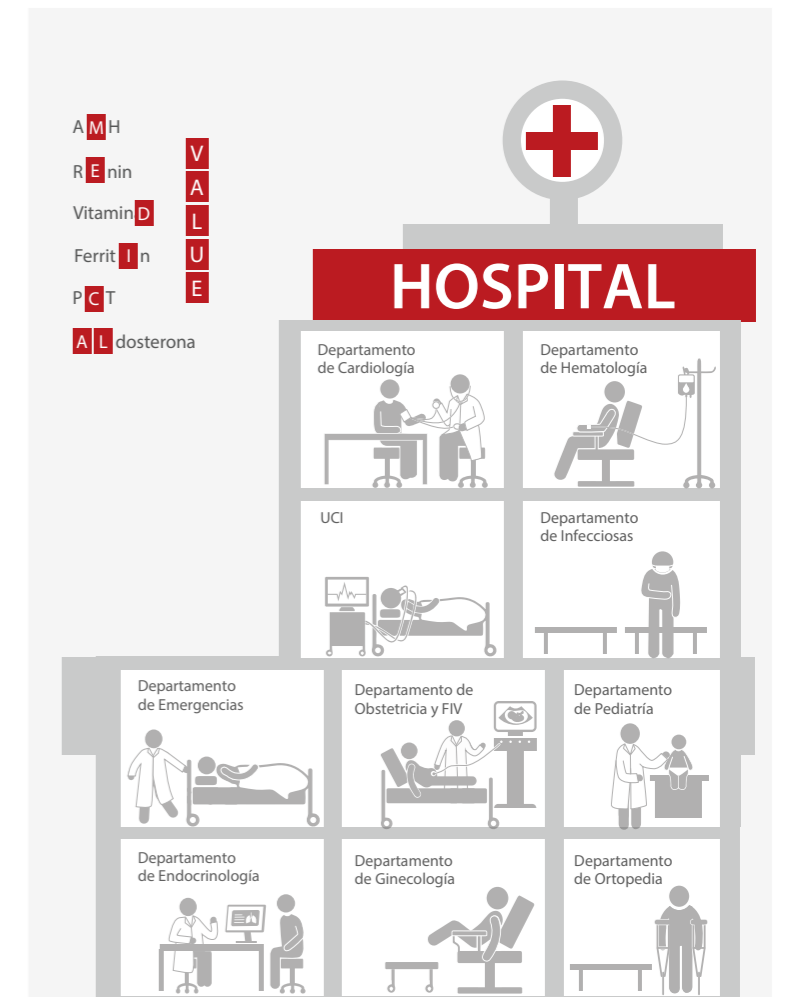 AMH
REnin
VitaminD
FerritIn
PCT
ALdosterona
V
A
L
U
E
HOSPITAL
Departamento
de Cardiología
Departamento
de Hematología
UCI
Departamento
de Infecciosas
Departamento
de Emergencias
Departamento de
Obstetricia y FIV
Departamento
de Pediatría
Departamento
de Endocrinología
Departamento
de Ginecología
Departamento
de Ortopedia